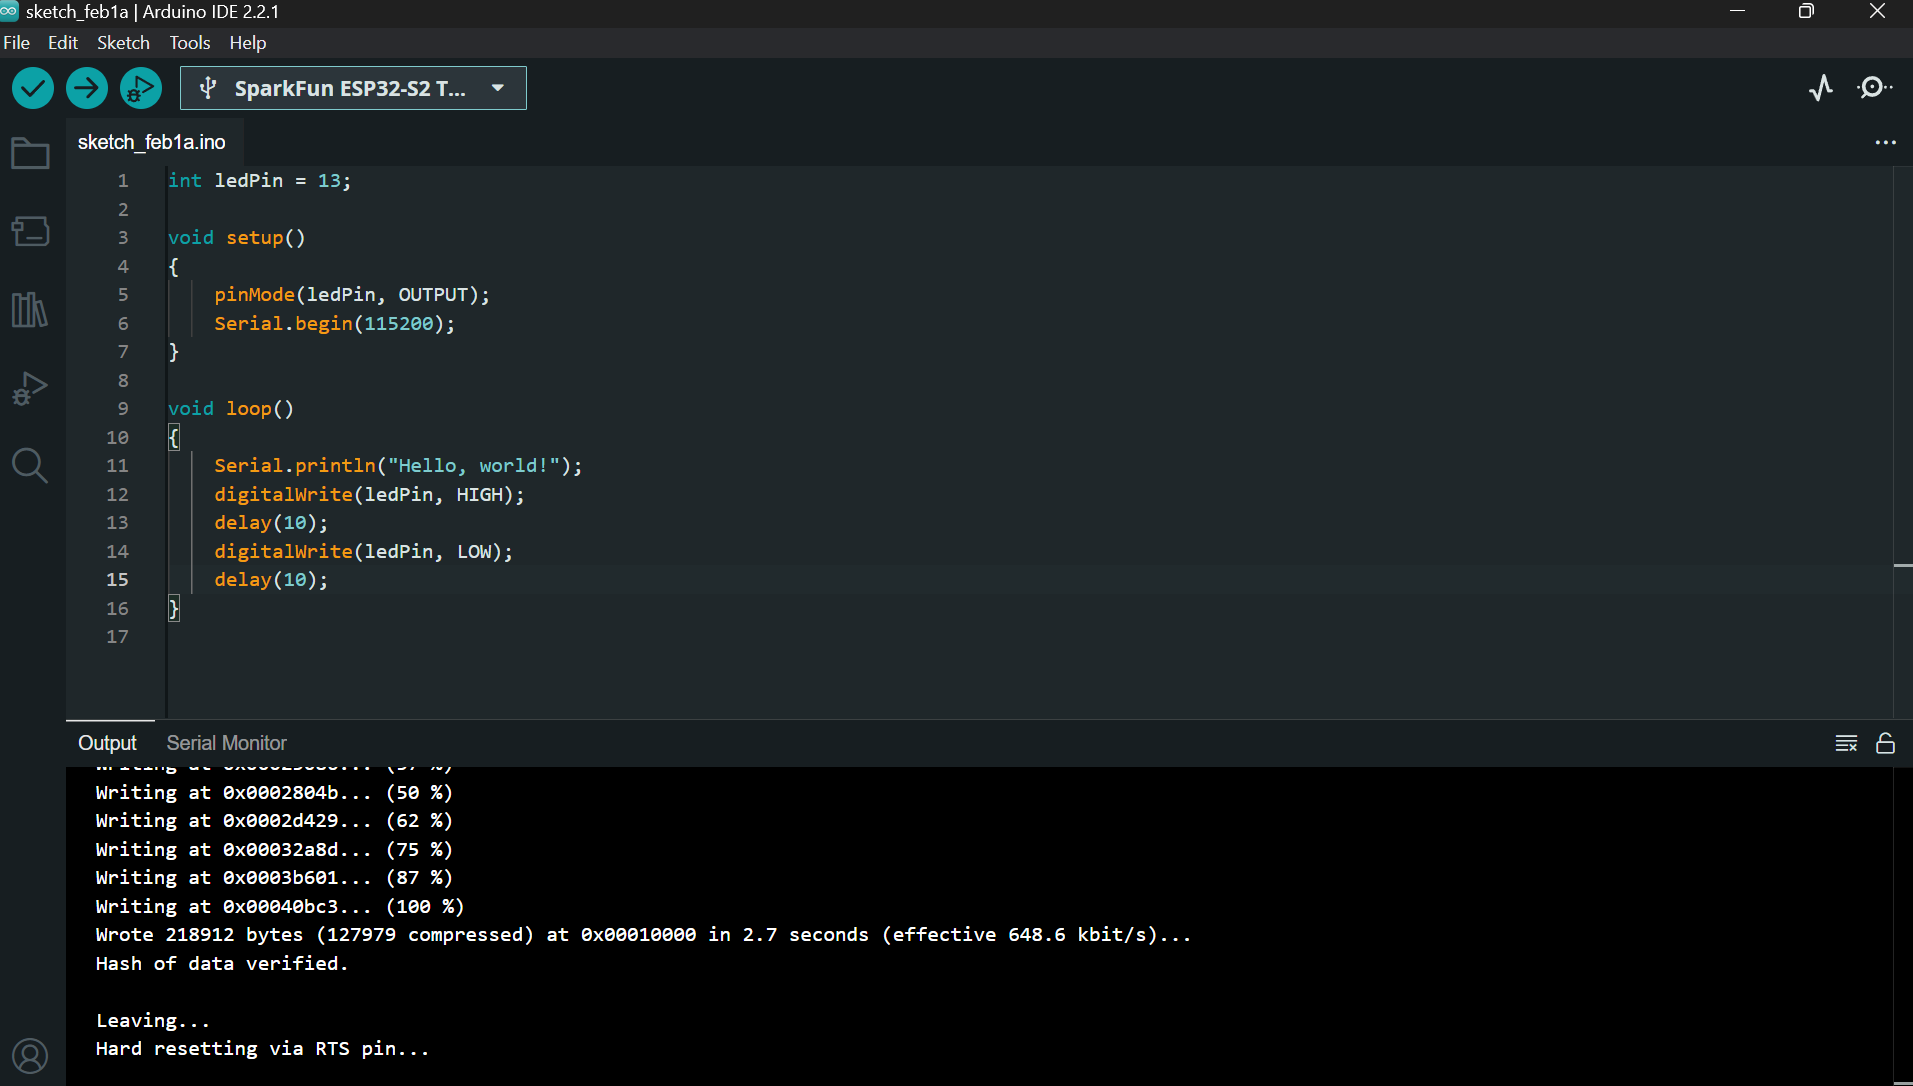 sketch_feb1a | Arduino IDE 2.2.1
File Edit Sketch Tools Help
SparkFun ESP32-S2 T...
sketch_feb1a.ino
1 int ledPin = 13;
2
3 void setup()
4 {
5 pinMode(ledPin, OUTPUT);
6 Serial.begin(115200);
7 }
8
9 void loop()
10 {
11 Serial.println("Hello, world!");
12 digitalWrite(ledPin, HIGH);
13 delay(10);
14 digitalWrite(ledPin, LOW);
15 delay(10);
16 }
17
Output Serial Monitor
Writing at
Writing at 0x0002804b... (50 %)
Writing at 0x0002d429... (62 %)
Writing at 0x00032a8d... (75 %)
Writing at 0x0003b601... (87 %)
Writing at 0x00040bc3... (100 %)
Wrote 218912 bytes (127979 compressed) at 0x00010000 in 2.7 seconds (effective 648.6 kbit/s)...
Hash of data verified.
Leaving...
Hard resetting via RTS pin...